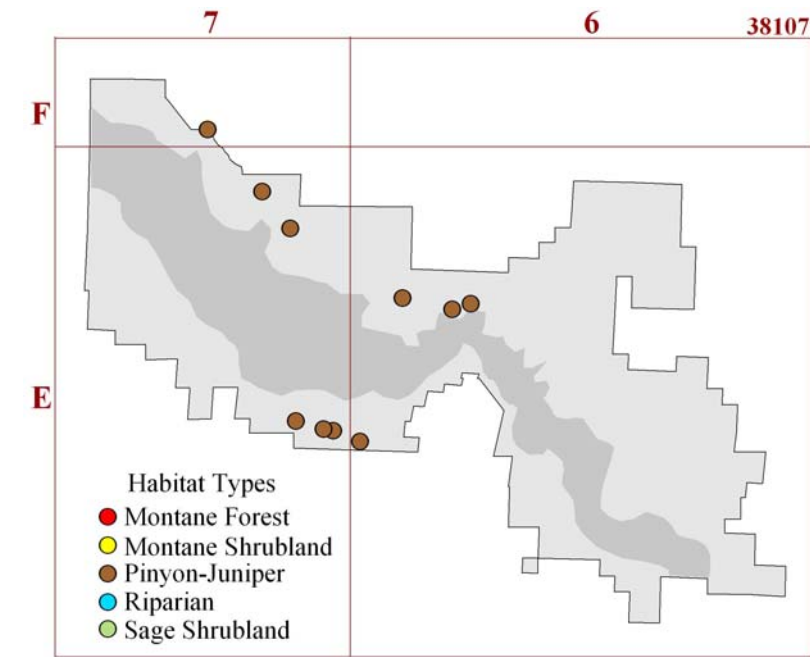 7 6 38107
F
E
Habitat Types
Montane Forest
Montane Shrubland
Pinyon-Juniper
Riparian
Sage Shrubland